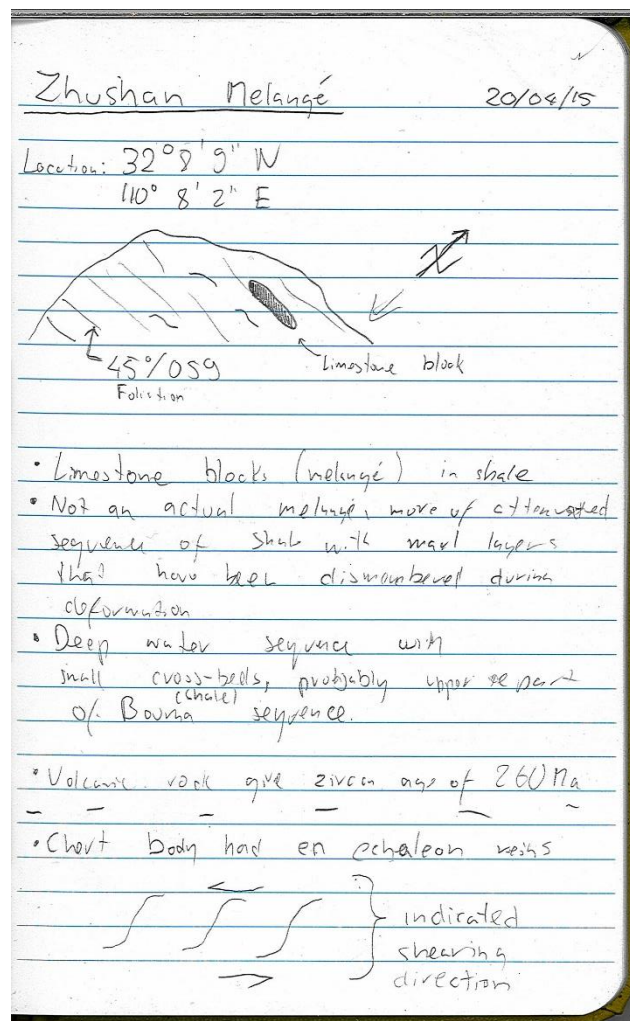 Zhushan Melangé
20/04/15
Location: 32°8'9" N
110° 8' 2" E
45°/059
Foliation
Limestone block
• Limestone blocks (melangé) in shale
• Not an actual melangé, more of attenuated
sequence of shale with marl layers
that have been dismembered during
deformation
• Deep water sequence with
small cross-beds, probjably upper se part
(shale)
of Bouma sequence.
• Volcanic rock give zircon age of 260 Ma
• Chert body had en echaleon veins
indicated
shearing
direction